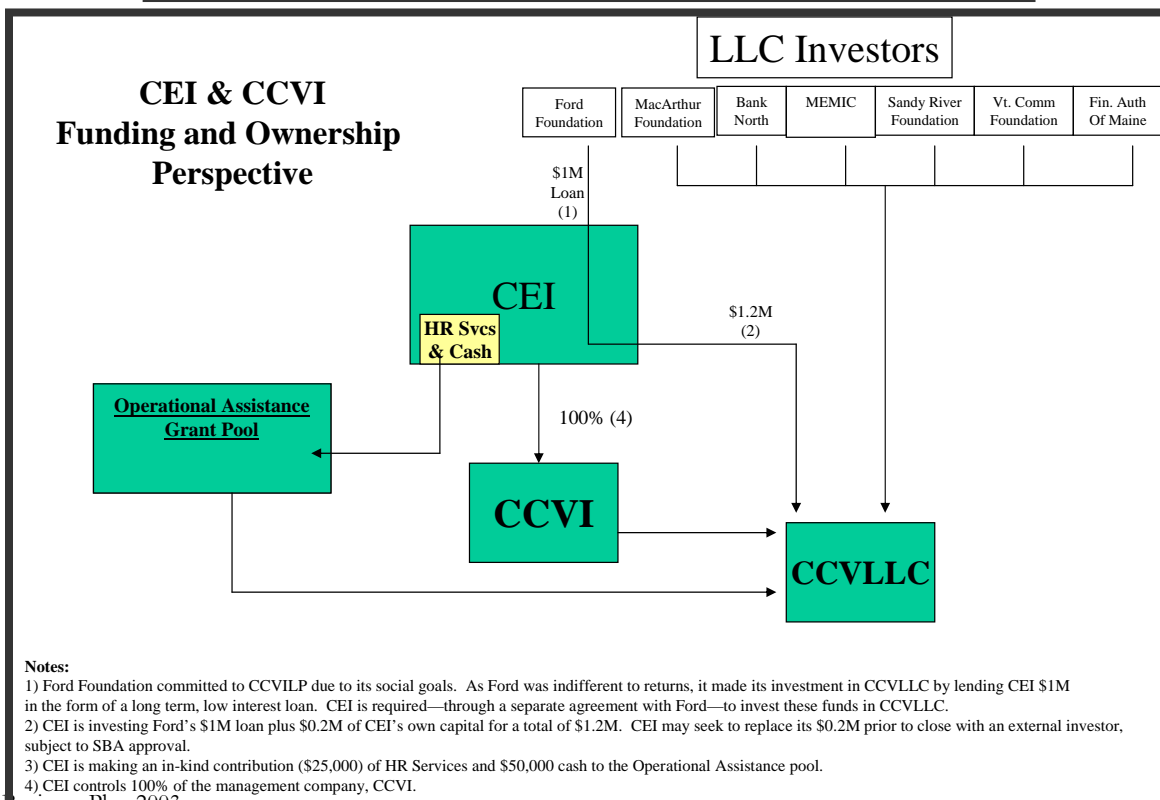 LLC Investors
CEI & CCVI
Funding and Ownership
Perspective
Ford
Foundation
MacArthur
Foundation
Bank
North
MEMIC
Sandy River
Foundation
Vt. Comm
Foundation
Fin. Auth
Of Maine
$1M
Loan
(1)
CEI
HR Svcs
& Cash
$1.2M
(2)
Operational Assistance
Grant Pool
100% (4)
CCVI
CCVLLC
Notes:
1) Ford Foundation committed to CCVILP due to its social goals.  As Ford was indifferent to returns, it made its investment in CCVLLC by lending CEI $1M
in the form of a long term, low interest loan.  CEI is required—through a separate agreement with Ford—to invest these funds in CCVLLC.
2) CEI is investing Ford's $1M loan plus $0.2M of CEI's own capital for a total of $1.2M.  CEI may seek to replace its $0.2M prior to close with an external investor,
subject to SBA approval.
3) CEI is making an in-kind contribution ($25,000) of HR Services and $50,000 cash to the Operational Assistance pool.
4) CEI controls 100% of the management company, CCVI.
Plan 2003